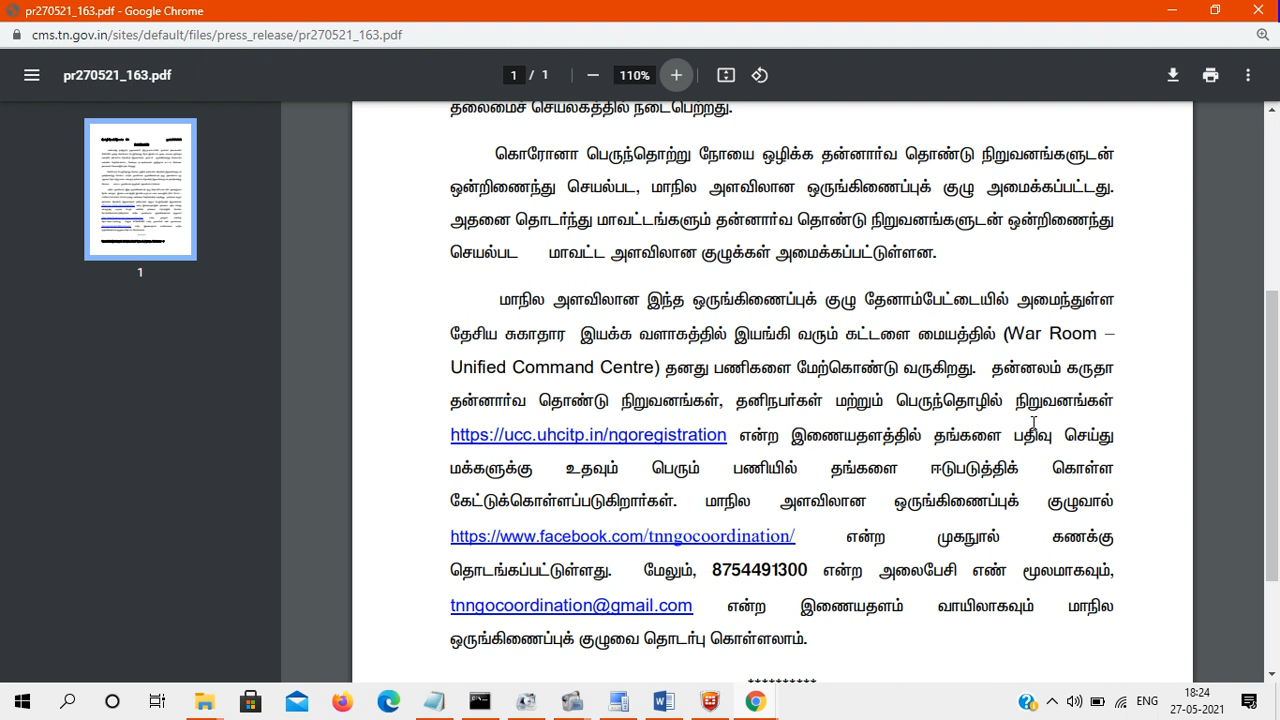 pr270521_163.pdf - Google Chrome
cms.tn.gov.in/sites/default/files/press_release/pr270521_163.pdf
pr270521_163.pdf
1 / 1
110%
தலைமைச் செயலகத்தில் நடைபெற்றது.
கொரோனா பெருந்தொற்று நோயை ஒழிக்க தன்னார்வ தொண்டு நிறுவனங்களுடன்
ஒன்றிணைந்து செயல்பட, மாநில அளவிலான ஒருங்கிணைப்புக் குழு அமைக்கப்பட்டது.
அதனை தொடர்ந்து மாவட்டங்களும் தன்னார்வ தொண்டு நிறுவனங்களுடன் ஒன்றிணைந்து
செயல்பட மாவட்ட அளவிலான குழுக்கள் அமைக்கப்பட்டுள்ளன.
மாநில அளவிலான இந்த ஒருங்கிணைப்புக் குழு தேனாம்பேட்டையில் அமைந்துள்ள
தேசிய சுகாதார இயக்க வளாகத்தில் இயங்கி வரும் கட்டளை மையத்தில் (War Room –
Unified Command Centre) தனது பணிகளை மேற்கொண்டு வருகிறது. தன்னலம் கருதா
தன்னார்வ தொண்டு நிறுவனங்கள், தனிநபர்கள் மற்றும் பெருந்தொழில் நிறுவனங்கள்
https://ucc.uhcitp.in/ngoregistration என்ற இணையதளத்தில் தங்களை பதிவு செய்து
மக்களுக்கு உதவும் பெரும் பணியில் தங்களை ஈடுபடுத்திக் கொள்ள
கேட்டுக்கொள்ளப்படுகிறார்கள். மாநில அளவிலான ஒருங்கிணைப்புக் குழுவால்
https://www.facebook.com/tnngocoordination/ என்ற முகநூல் கணக்கு
தொடங்கப்பட்டுள்ளது. மேலும், 8754491300 என்ற அலைபேசி எண் மூலமாகவும்,
tnngocoordination@gmail.com என்ற இணையதளம் வாயிலாகவும் மாநில
ஒருங்கிணைப்புக் குழுவை தொடர்பு கொள்ளலாம்.
**********
1
ENG
18:24
27-05-2021